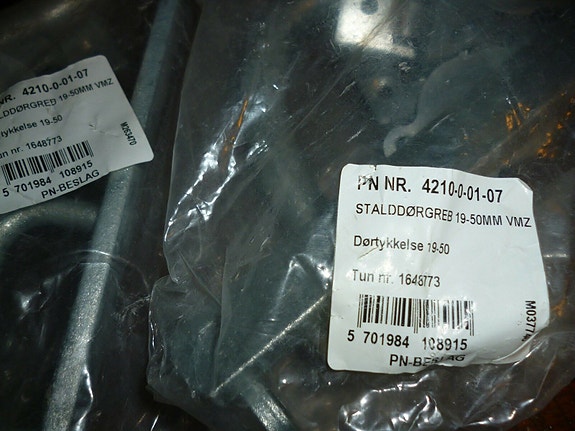 NR. 4210-0-01-07
LDDØRGREB 19-50MM VMZ
tykkelse 19-50
Tun nr. 1648773
M263470
5 701984 108915
PN-BESLAG
PN NR. 4210-0-01-07
STALDDØRGREB 19-50MM VMZ
Dørtykkelse 19-50
Tun nr. 1648773
5 701984 108915
PN-BESLAG